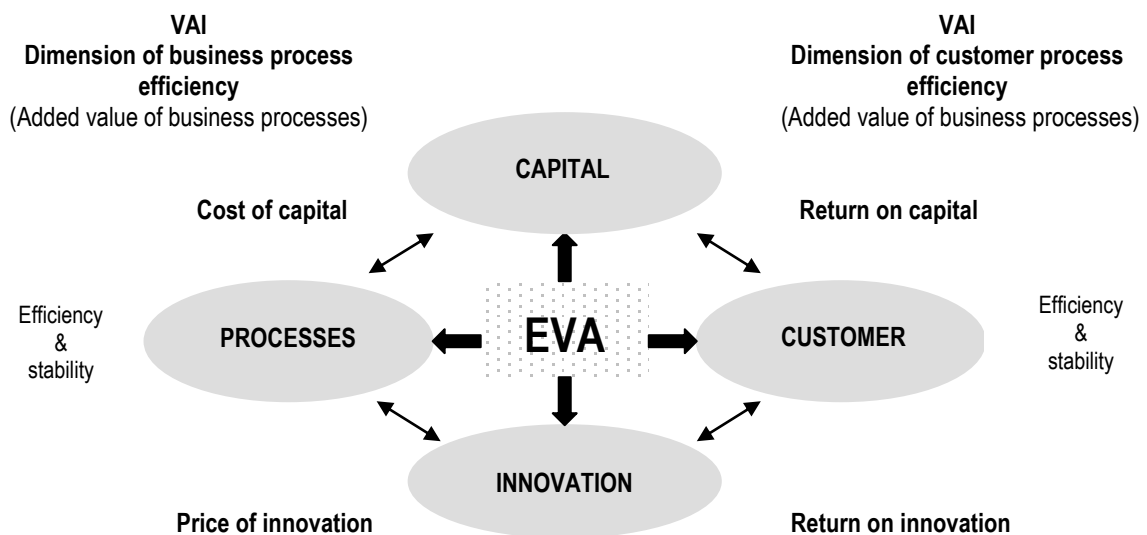 VAI
Dimension of business process
efficiency
(Added value of business processes)
VAI
Dimension of customer process
efficiency
(Added value of business processes)
CAPITAL
Cost of capital
Return on capital
Efficiency
&
stability
PROCESSES
EVA
CUSTOMER
Efficiency
&
stability
INNOVATION
Price of innovation
Return on innovation